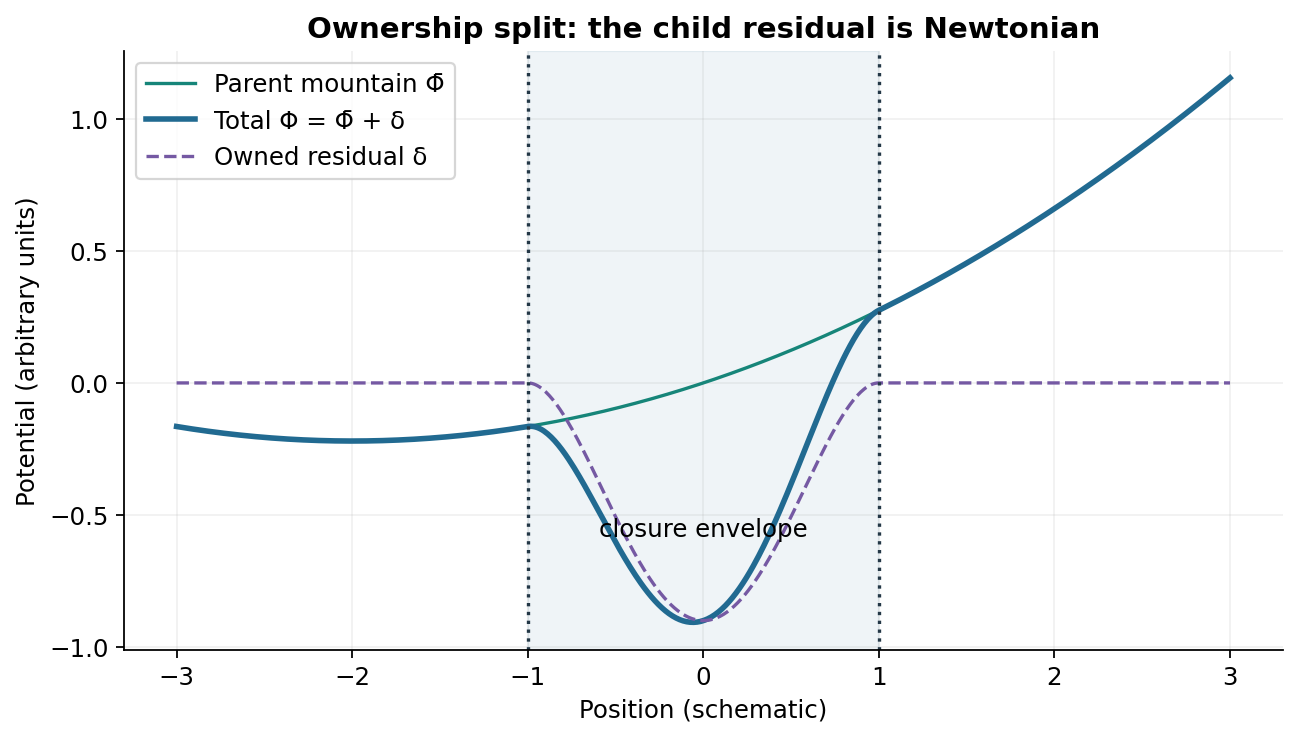 Ownership split: the child residual is Newtonian
Parent mountain Φ̄
Total Φ = Φ̄ + δ
Owned residual δ
1.0
0.5
0.0
−0.5
−1.0
Potential (arbitrary units)
closure envelope
−3
−2
−1
0
1
2
3
Position (schematic)